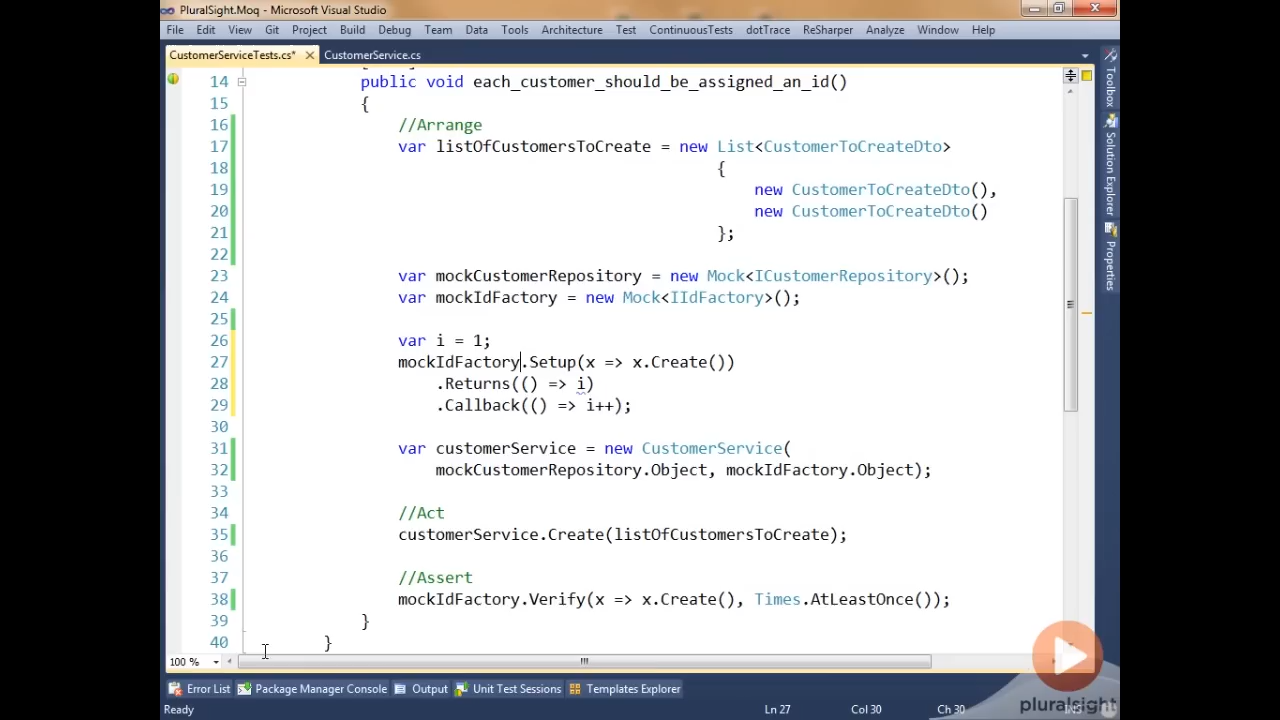 PluralSight.Moq - Microsoft Visual Studio
File Edit View Git Project Build Debug Team Data Tools Architecture Test ContinuousTests dotTrace ReSharper Analyze Window Help
CustomerServiceTests.cs* CustomerService.cs
14 public void each_customer_should_be_assigned_an_id()
15 {
16 //Arrange
17 var listOfCustomersToCreate = new List<CustomerToCreateDto>
18 {
19 new CustomerToCreateDto(),
20 new CustomerToCreateDto()
21 };
22
23 var mockCustomerRepository = new Mock<ICustomerRepository>();
24 var mockIdFactory = new Mock<IIdFactory>();
25
26 var i = 1;
27 mockIdFactory.Setup(x => x.Create())
28 .Returns(() => i)
29 .Callback(() => i++);
30
31 var customerService = new CustomerService(
32 mockCustomerRepository.Object, mockIdFactory.Object);
33
34 //Act
35 customerService.Create(listOfCustomersToCreate);
36
37 //Assert
38 mockIdFactory.Verify(x => x.Create(), Times.AtLeastOnce());
39 }
40 }
Toolbox
Solution Explorer
Properties
100 %
Error List Package Manager Console Output Unit Test Sessions Templates Explorer
Ready Ln 27 Col 30 Ch 30 INS
pluralsight